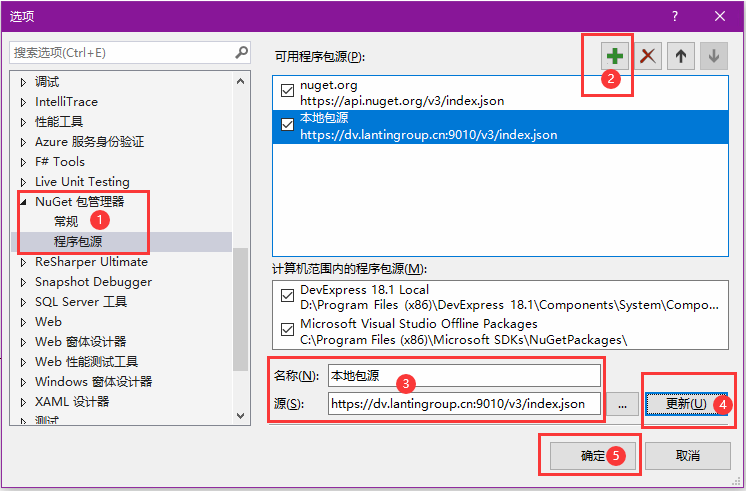 选项
搜索选项(Ctrl+E)
调试
IntelliTrace
性能工具
Azure 服务身份验证
F# Tools
Live Unit Testing
NuGet 包管理器
常规
1
程序包源
ReSharper Ultimate
Snapshot Debugger
SQL Server 工具
Web
Web 窗体设计器
Web 性能测试工具
Windows 窗体设计器
XAML 设计器
测试
可用程序包源(P):
2
nuget.org
https://api.nuget.org/v3/index.json
本地包源
https://dv.lantingroup.cn:9010/v3/index.json
计算机范围内的程序包源(M):
DevExpress 18.1 Local
D:\Program Files (x86)\DevExpress 18.1\Components\System\Compo...
Microsoft Visual Studio Offline Packages
C:\Program Files (x86)\Microsoft SDKs\NuGetPackages\
名称(N): 本地包源
3
源(S): https://dv.lantingroup.cn:9010/v3/index.json ... 更新(U) 4
确定 5 取消